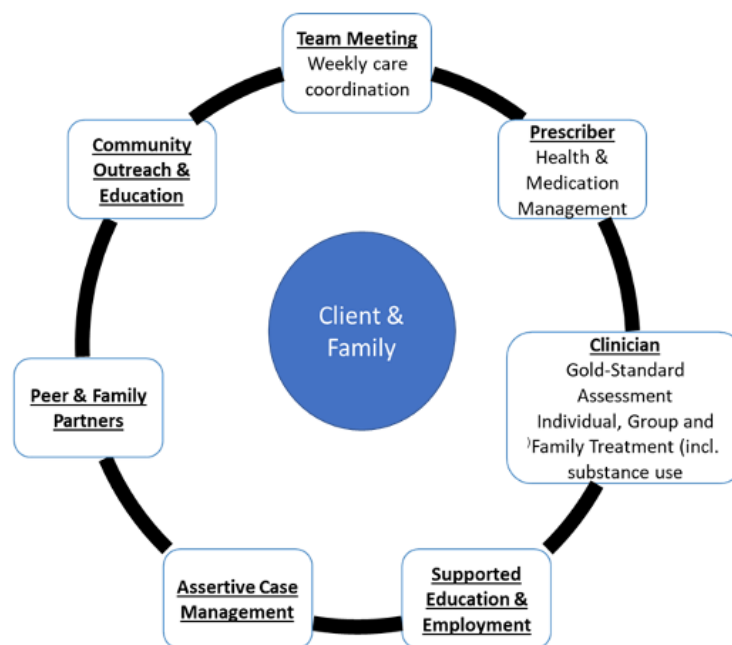 Team Meeting
Weekly care
coordination
Prescriber
Health &
Medication
Management
Clinician
Gold-Standard
Assessment
Individual, Group and
)Family Treatment (incl.
substance use
Supported
Education &
Employment
Assertive Case
Management
Peer & Family
Partners
Community
Outreach &
Education
Client &
Family